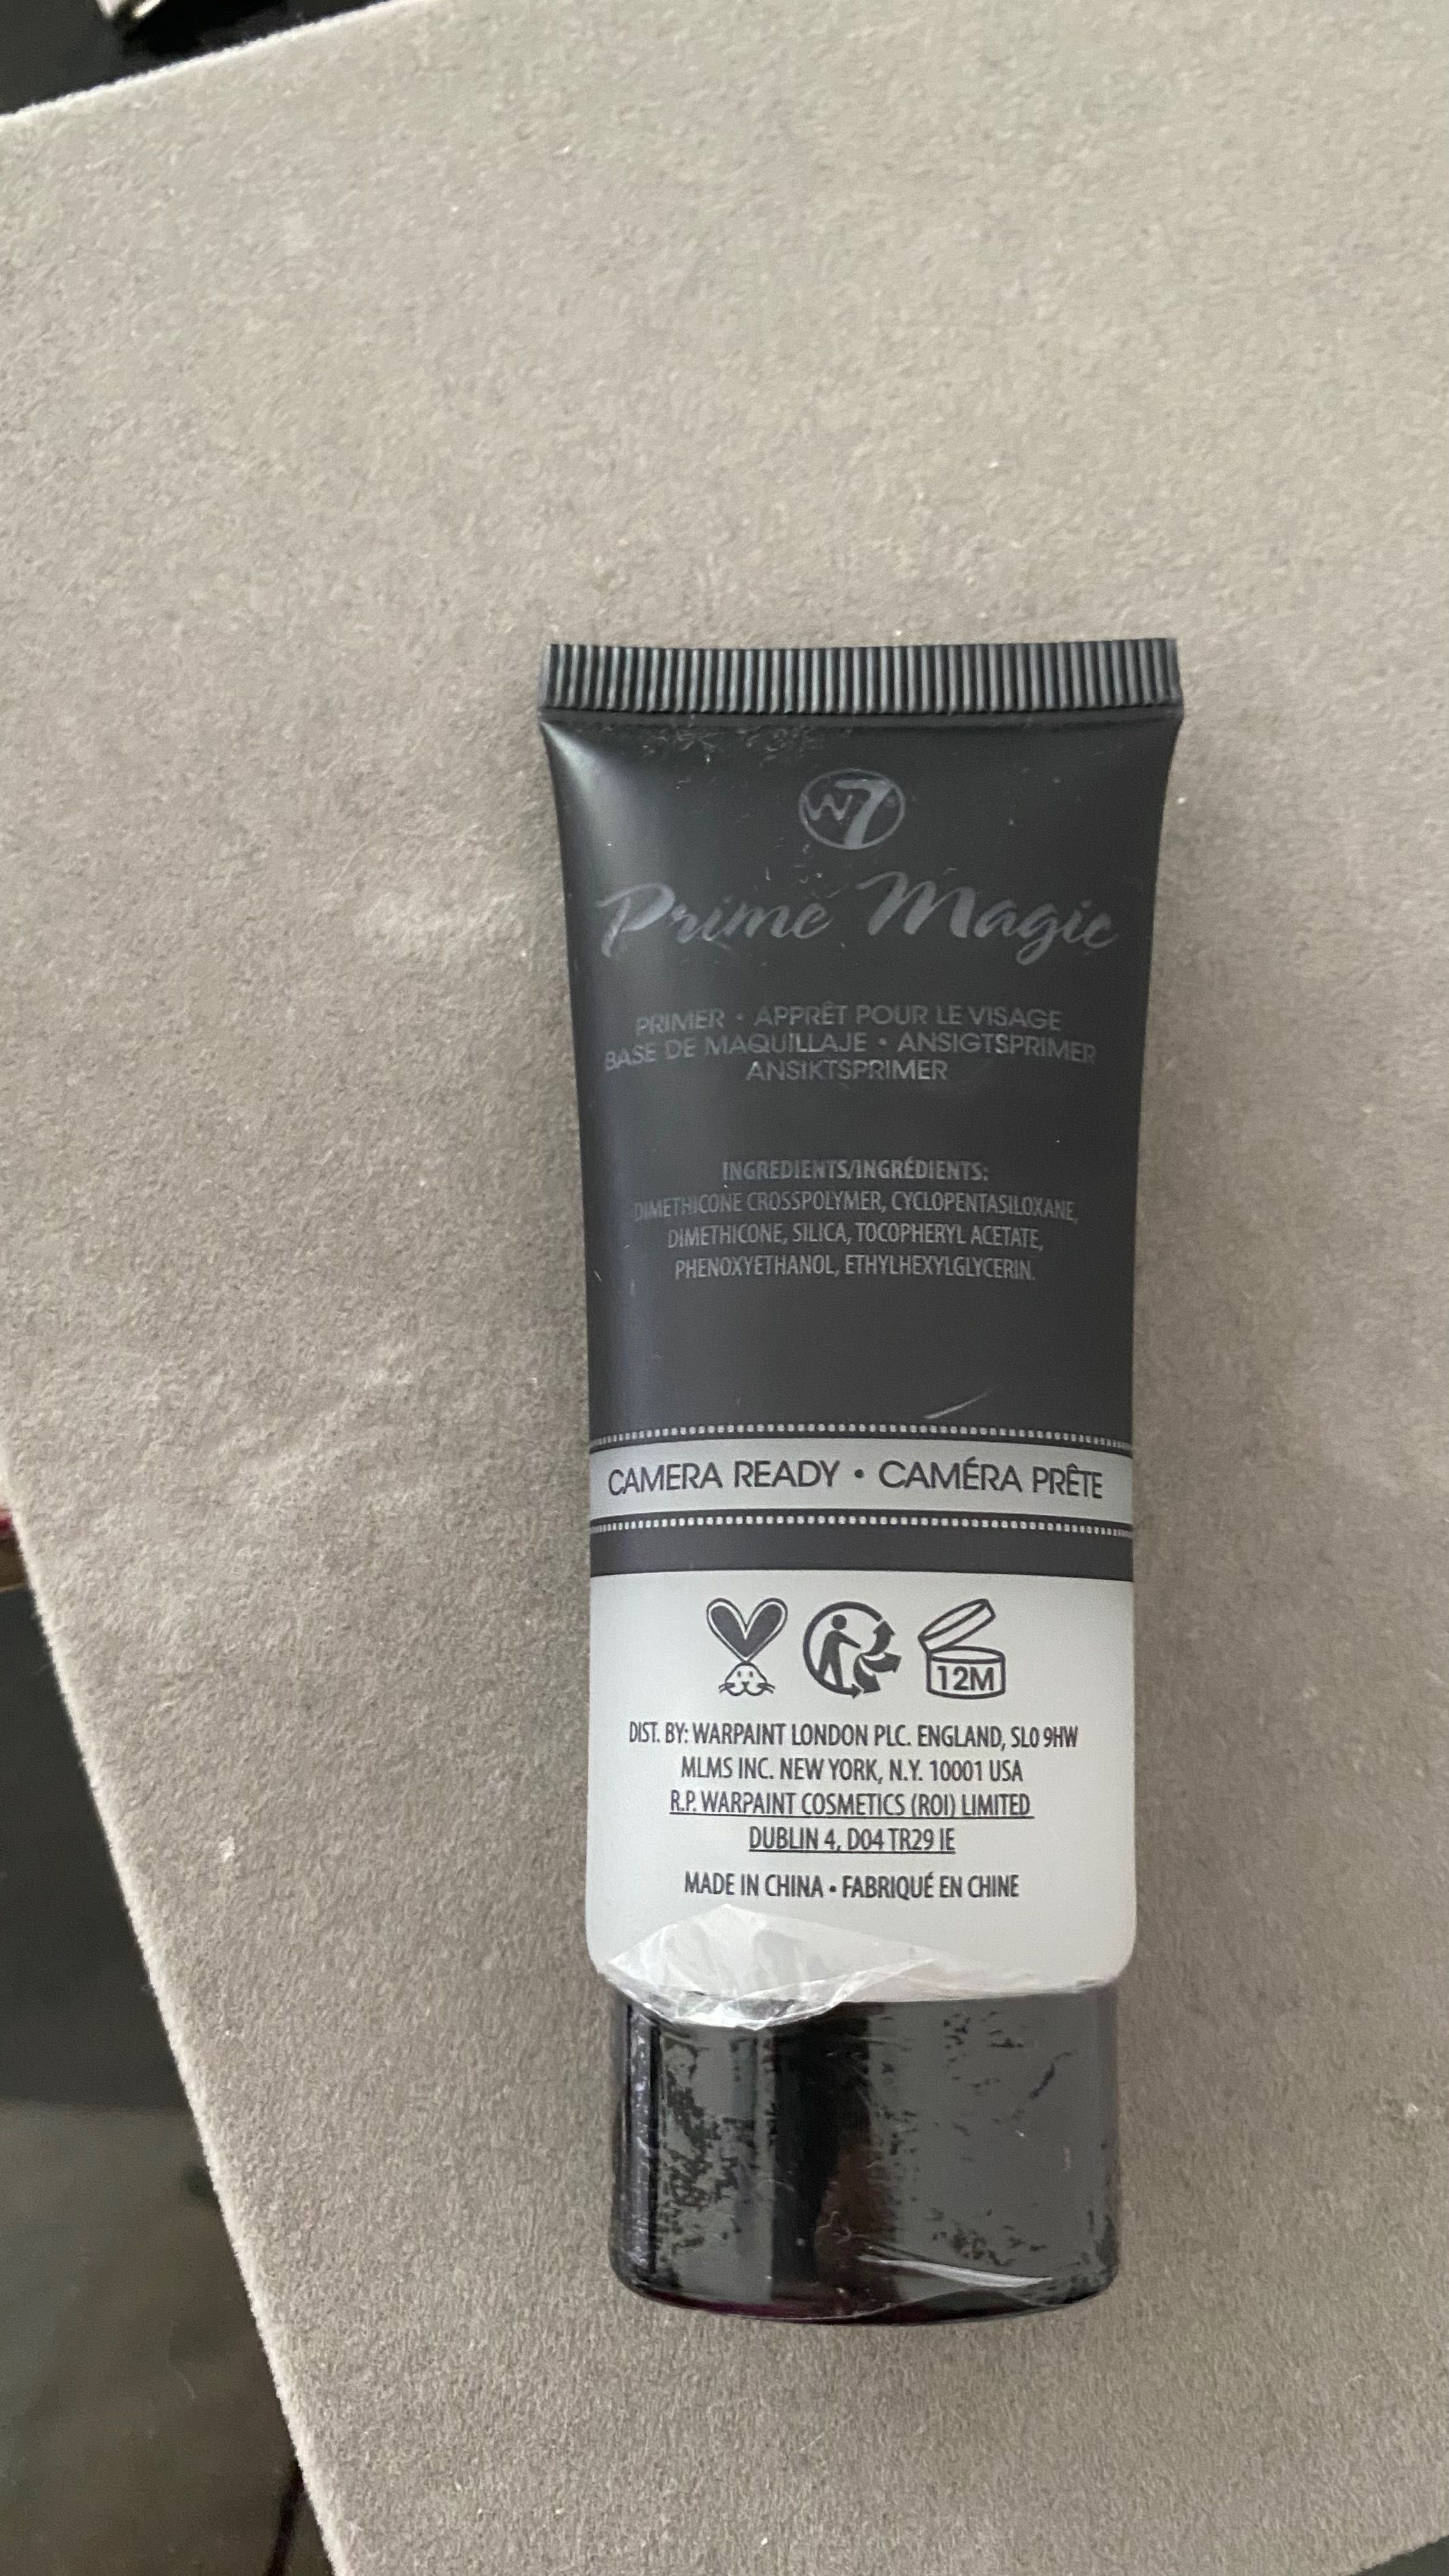 W7
Prime Magic
PRIMER • APPRÊT POUR LE VISAGE
BASE DE MAQUILLAJE • ANSIGTSPRIMER
ANSIKTSPRIMER
INGREDIENTS/INGRÉDIENTS:
DIMETHICONE CROSSPOLYMER, CYCLOPENTASILOXANE,
DIMETHICONE, SILICA, TOCOPHERYL ACETATE,
PHENOXYETHANOL, ETHYLHEXYLGLYCERIN.
CAMERA READY • CAMÉRA PRÊTE
12M
DIST. BY: WARPAINT LONDON PLC. ENGLAND, SL0 9HW
MLMS INC. NEW YORK, N.Y. 10001 USA
R.P. WARPAINT COSMETICS (ROI) LIMITED
DUBLIN 4, D04 TR29 IE
MADE IN CHINA • FABRIQUÉ EN CHINE